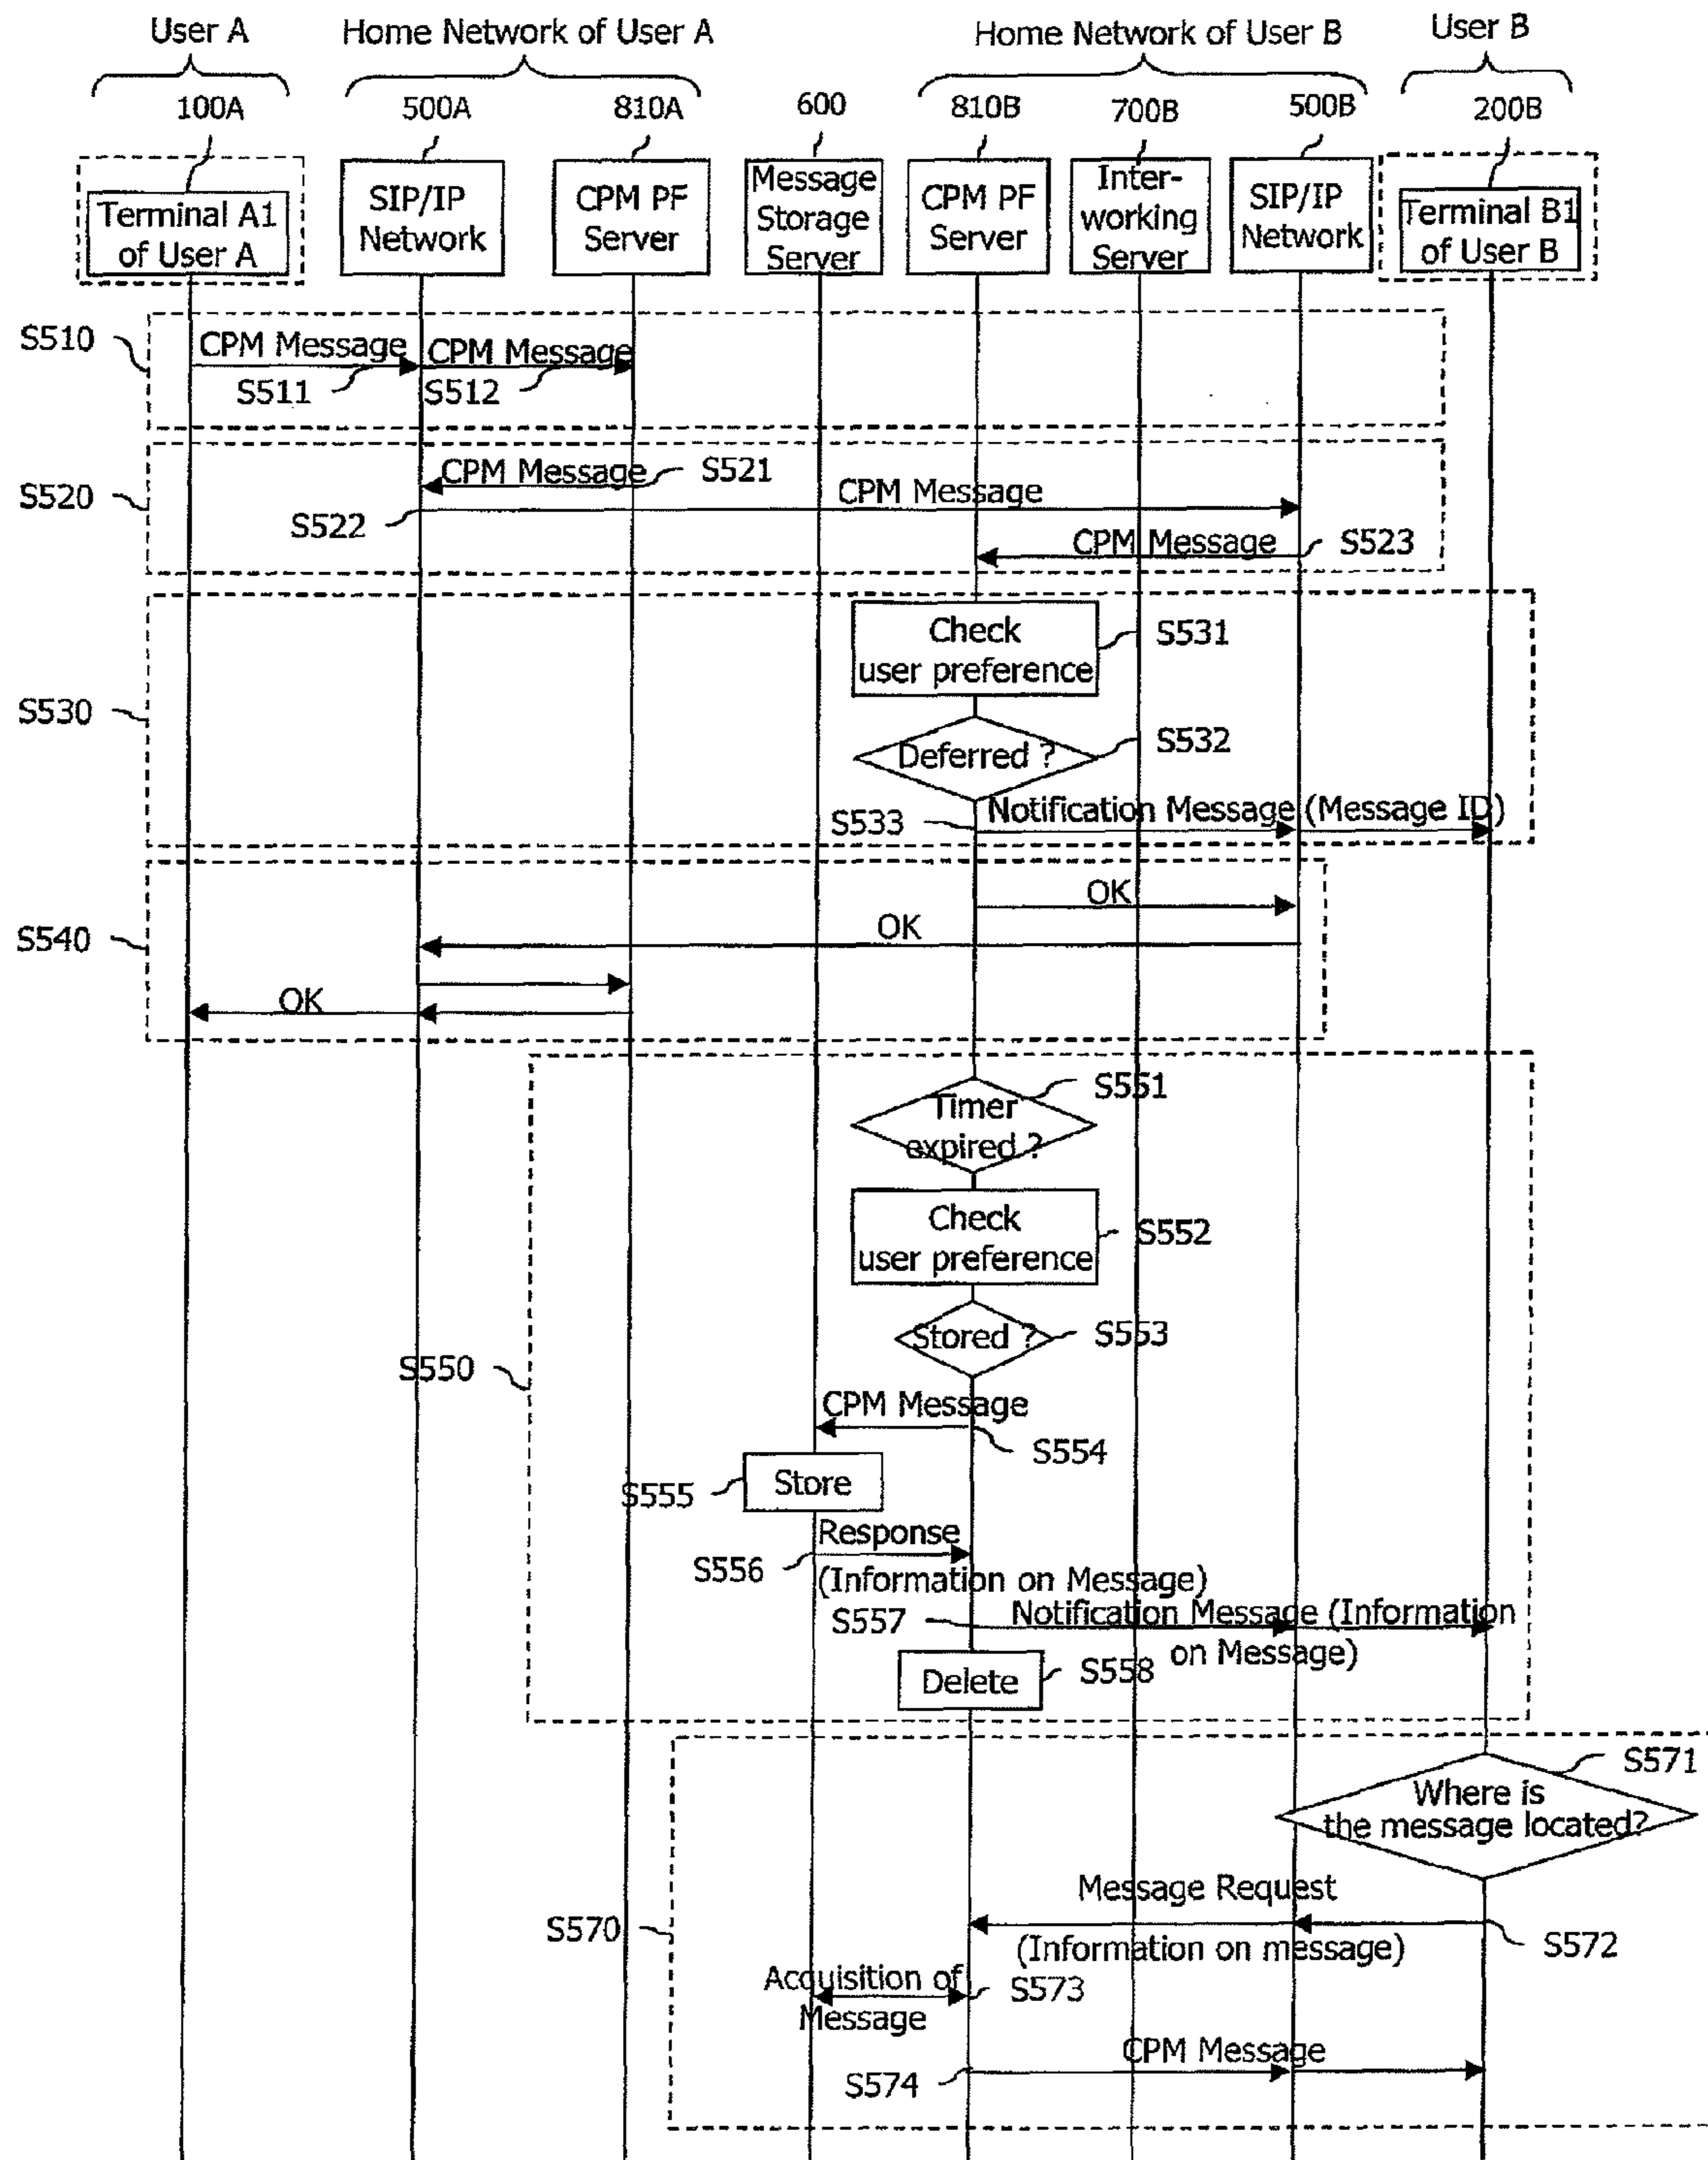 User A
Home Network of User A
Home Network of User B
User B
100A
500A
810A
600
810B
700B
500B
200B
Terminal A1
of User A
SIP/IP
Network
CPM PF
Server
Message
Storage
Server
CPM PF
Server
Inter-
working
Server
SIP/IP
Network
Terminal B1
of User B
S510
CPM Message
CPM Message
S511
S512
S520
CPM Message
S521
CPM Message
S522
CPM Message
S523
S530
Check
user preference
S531
Deferred ?
S532
S533
Notification Message (Message ID)
S540
OK
OK
OK
S551
Timer
expired ?
Check
user preference
S552
Stored ?
S553
S550
CPM Message
S554
Store
S555
Response
S556
(Information on Message)
S557
Notification Message (Information
on Message)
Delete
S558
S571
Where is
the message located?
S570
Message Request
(Information on message)
S572
Acquisition of
Message
S573
CPM Message
S574